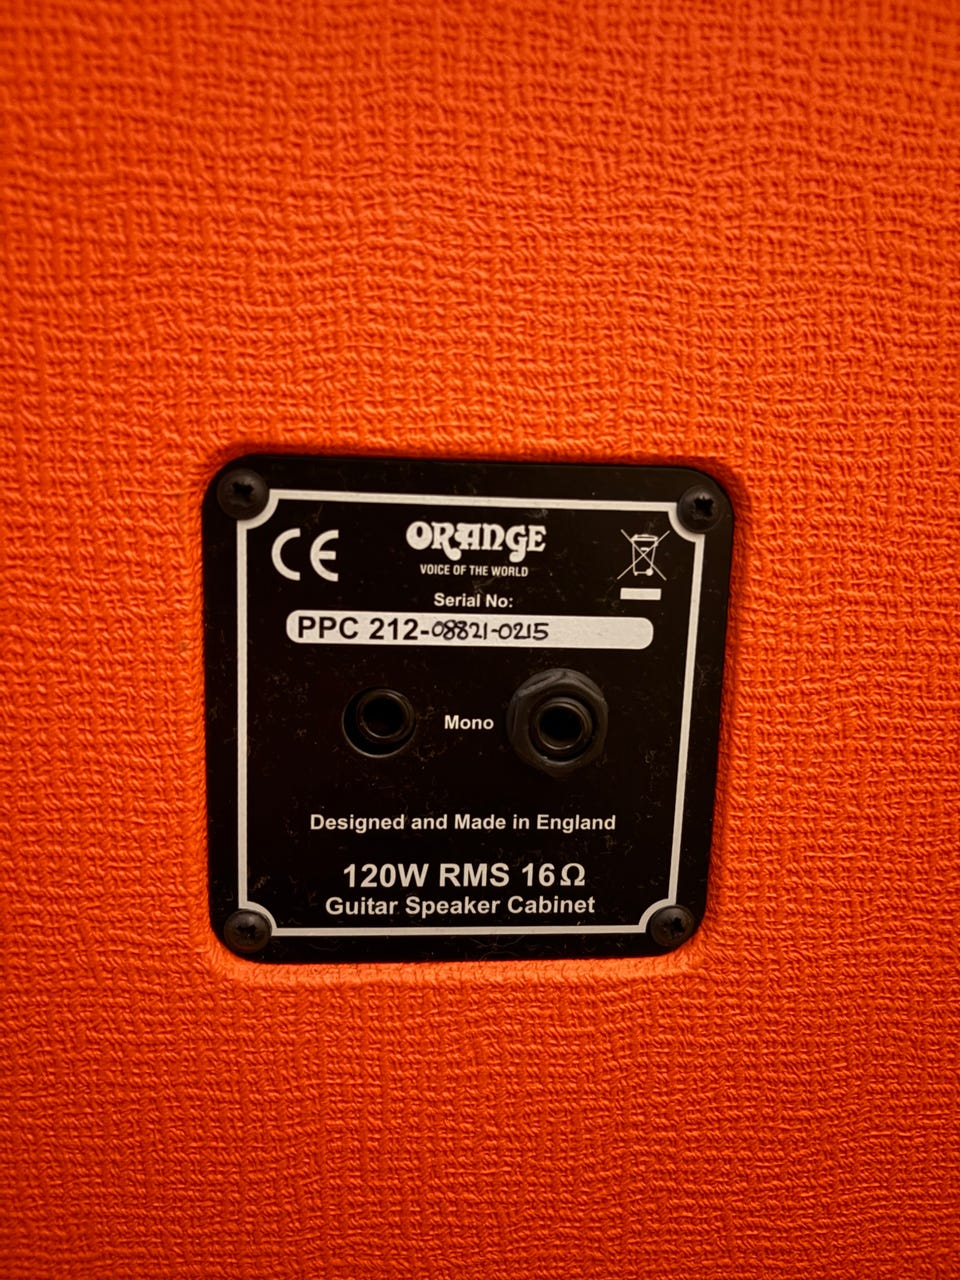 CE
ORANGE
VOICE OF THE WORLD
Serial No:
PPC 212-08821-0215
Mono
Designed and Made in England
120W RMS 16Ω
Guitar Speaker Cabinet